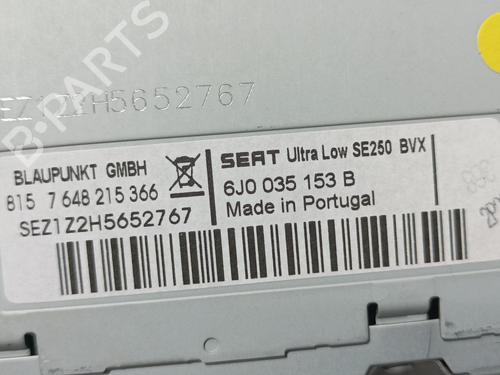 EZ1Z2H5652767
B-PARTS
BLAUPUNKT GMBH
815 7 648 215 366
SEZ1Z2H5652767
SEAT Ultra Low SE250 BVX
6J0 035 153 B
Made in Portugal